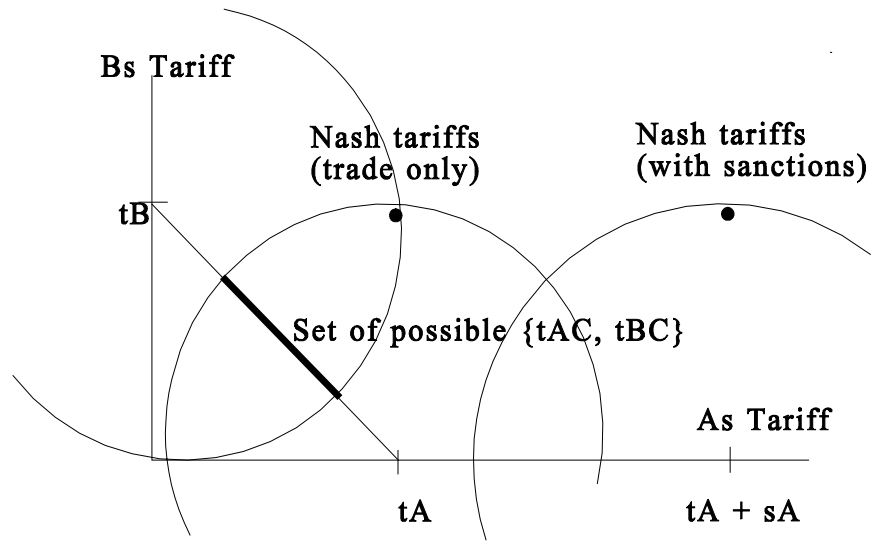 Bs Tariff
Nash tariffs
(trade only)
Nash tariffs
(with sanctions)
tB
Set of possible {tAC, tBC}
As Tariff
tA
tA + sA